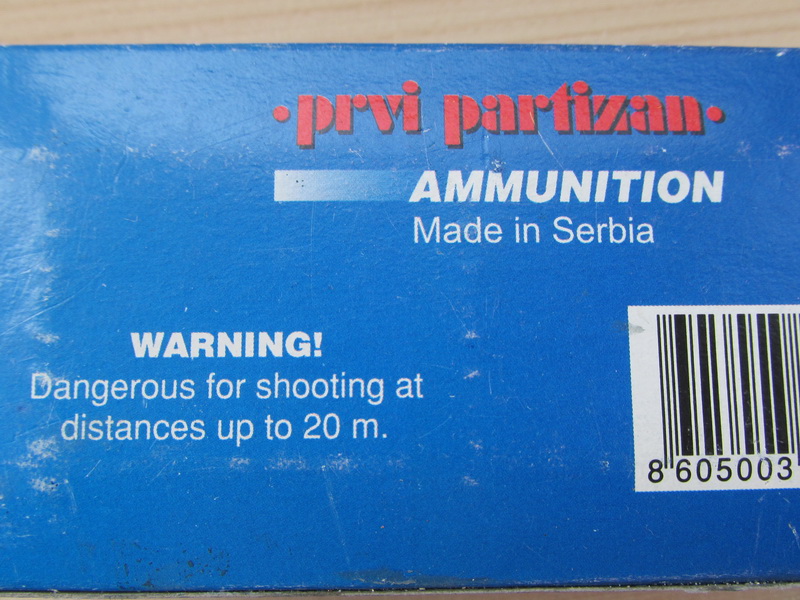 •prvi partizan•
AMMUNITION
Made in Serbia
WARNING!
Dangerous for shooting at
distances up to 20 m.
8 605003